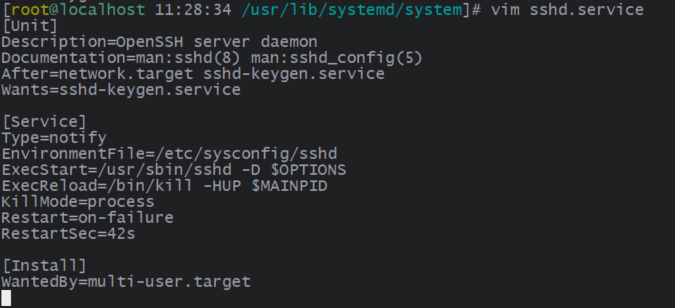 [root@localhost 11:28:34 /usr/lib/systemd/system]# vim sshd.service
[Unit]
Description=OpenSSH server daemon
Documentation=man:sshd(8) man:sshd_config(5)
After=network.target sshd-keygen.service
Wants=sshd-keygen.service

[Service]
Type=notify
EnvironmentFile=/etc/sysconfig/sshd
ExecStart=/usr/sbin/sshd -D $OPTIONS
ExecReload=/bin/kill -HUP $MAINPID
KillMode=process
Restart=on-failure
RestartSec=42s

[Install]
WantedBy=multi-user.target